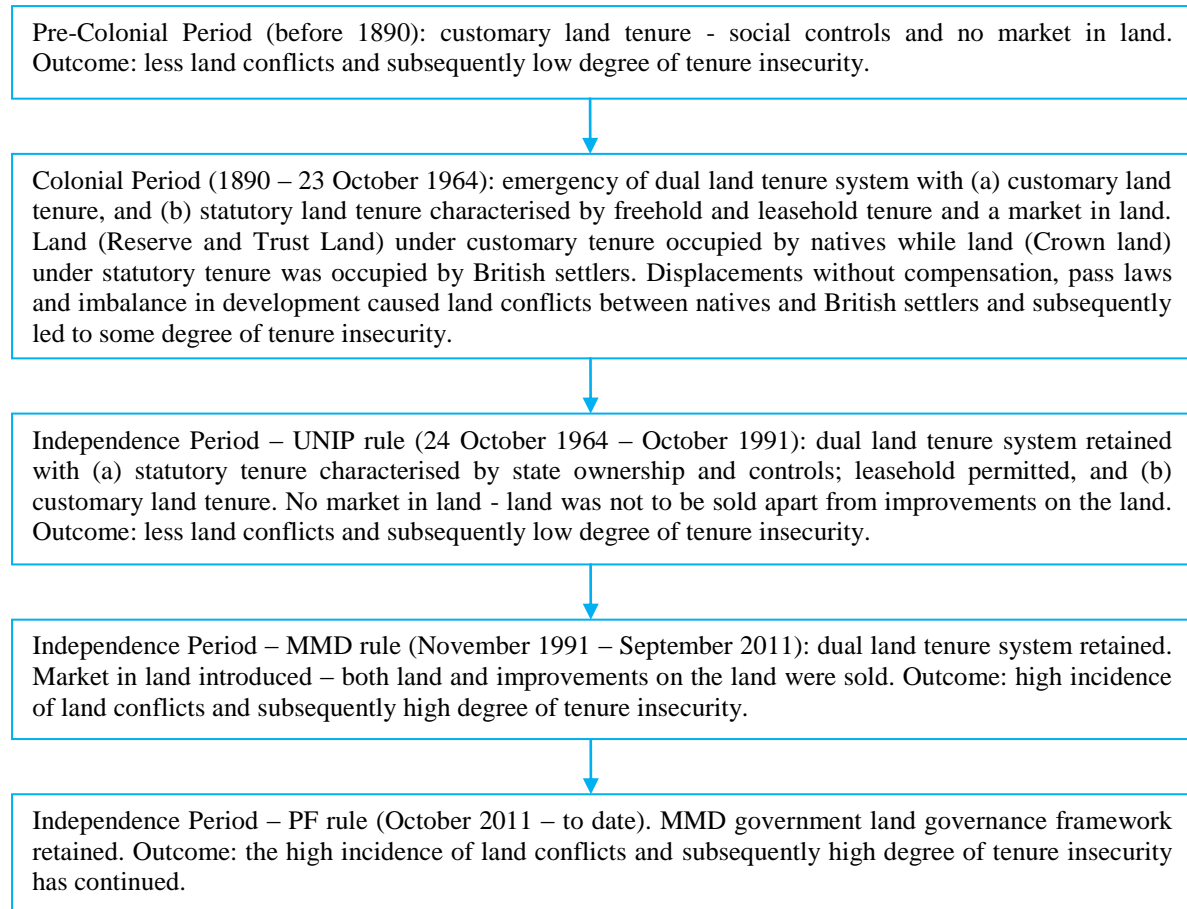 Pre-Colonial Period (before 1890): customary land tenure - social controls and no market in land.
Outcome: less land conflicts and subsequently low degree of tenure insecurity.
Colonial Period (1890 – 23 October 1964): emergency of dual land tenure system with (a) customary land
tenure, and (b) statutory land tenure characterised by freehold and leasehold tenure and a market in land.
Land (Reserve and Trust Land) under customary tenure occupied by natives while land (Crown land)
under statutory tenure was occupied by British settlers. Displacements without compensation, pass laws
and imbalance in development caused land conflicts between natives and British settlers and subsequently
led to some degree of tenure insecurity.
Independence Period – UNIP rule (24 October 1964 – October 1991): dual land tenure system retained
with (a) statutory tenure characterised by state ownership and controls; leasehold permitted, and (b)
customary land tenure. No market in land - land was not to be sold apart from improvements on the land.
Outcome: less land conflicts and subsequently low degree of tenure insecurity.
Independence Period – MMD rule (November 1991 – September 2011): dual land tenure system retained.
Market in land introduced – both land and improvements on the land were sold. Outcome: high incidence
of land conflicts and subsequently high degree of tenure insecurity.
Independence Period – PF rule (October 2011 – to date). MMD government land governance framework
retained. Outcome: the high incidence of land conflicts and subsequently high degree of tenure insecurity
has continued.